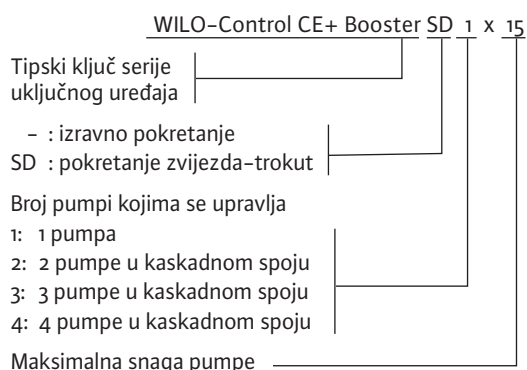 WILO-Control CE+ Booster SD 1 x 15
Tipski ključ serije
uključnog uređaja
- : izravno pokretanje
SD : pokretanje zvijezda-trokut
Broj pumpi kojima se upravlja
1: 1 pumpa
2: 2 pumpe u kaskadnom spoju
3: 3 pumpe u kaskadnom spoju
4: 4 pumpe u kaskadnom spoju
Maksimalna snaga pumpe